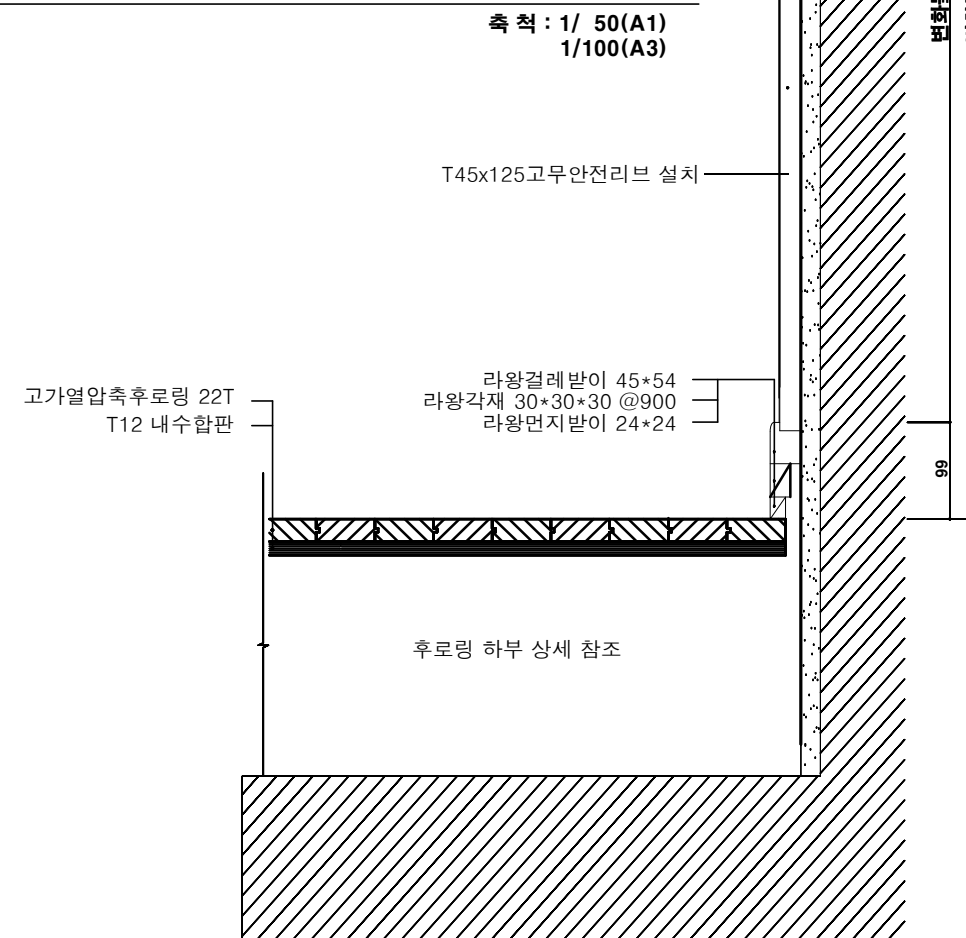 축 척 : 1/ 50(A1)
1/100(A3)
T45x125고무안전리브 설치
고가열압축후로링 22T
T12 내수합판
라왕걸레받이 45*54
라왕각재 30*30*30 @900
라왕먼지받이 24*24
99
후로링 하부 상세 참조